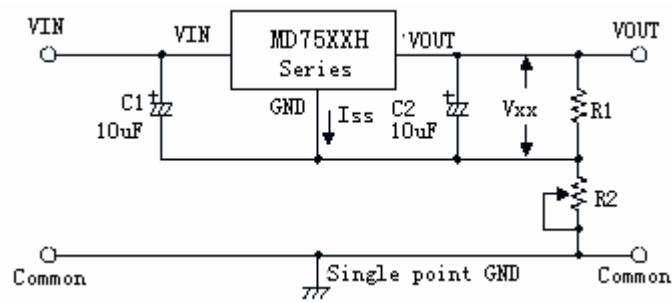 VIN
VIN
MD75XXH
Series
VOUT
VOUT
GND
Iss
C1
10uF
C2
10uF
Vxx
R1
R2
Common
Single point GND
Common